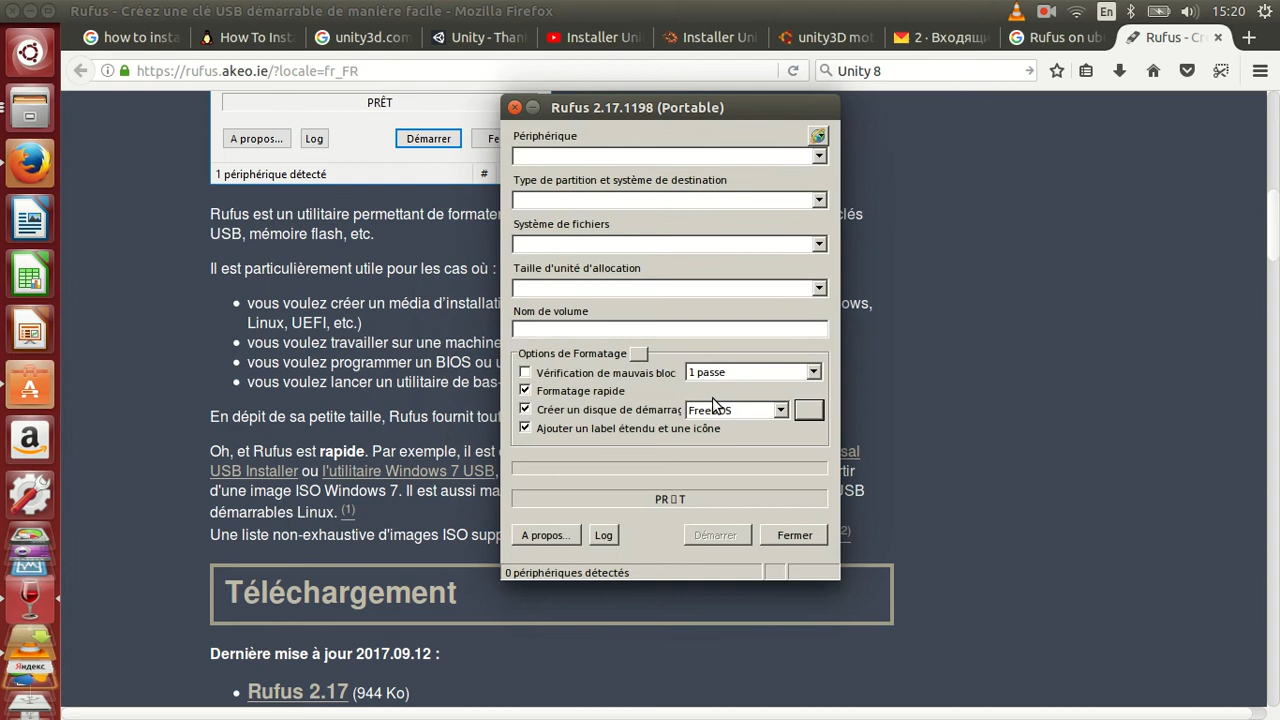 Rufus - Créez une clé USB démarrable de manière facile - Mozilla Firefox
En
15:20
how to insta
How To Inst
unity3d.com
Unity - Than
Installer Uni
Installer Un
unity3D mot
2 · Входящи
Rufus on ub
Rufus - Cr
https://rufus.akeo.ie/?locale=fr_FR
Unity 8
PRÊT
A propos...
Log
Démarrer
Fe
1 périphérique détecté
#
Rufus est un utilitaire permettant de formater
clés
USB, mémoire flash, etc.
Il est particulièrement utile pour les cas où :
vous voulez créer un média d'installati
ows,
Linux, UEFI, etc.)
vous voulez travailler sur une machine
vous voulez programmer un BIOS ou u
vous voulez lancer un utilitaire de bas-
En dépit de sa petite taille, Rufus fournit tou
Oh, et Rufus est rapide. Par exemple, il est
sal
USB Installer ou l'utilitaire Windows 7 USB,
rtir
d'une image ISO Windows 7. Il est aussi ma
USB
démarrables Linux. (1)
Une liste non-exhaustive d'images ISO supp
2)
Téléchargement
Dernière mise à jour 2017.09.12 :
Rufus 2.17 (944 Ko)
Rufus 2.17.1198 (Portable)
Périphérique
Type de partition et système de destination
Système de fichiers
Taille d'unité d'allocation
Nom de volume
Options de Formatage
Vérification de mauvais bloc
1 passe
Formatage rapide
Créer un disque de démarrag
FreeDOS
Ajouter un label étendu et une icône
PR▯T
A propos...
Log
Démarrer
Fermer
0 périphériques détectés
Яндекс